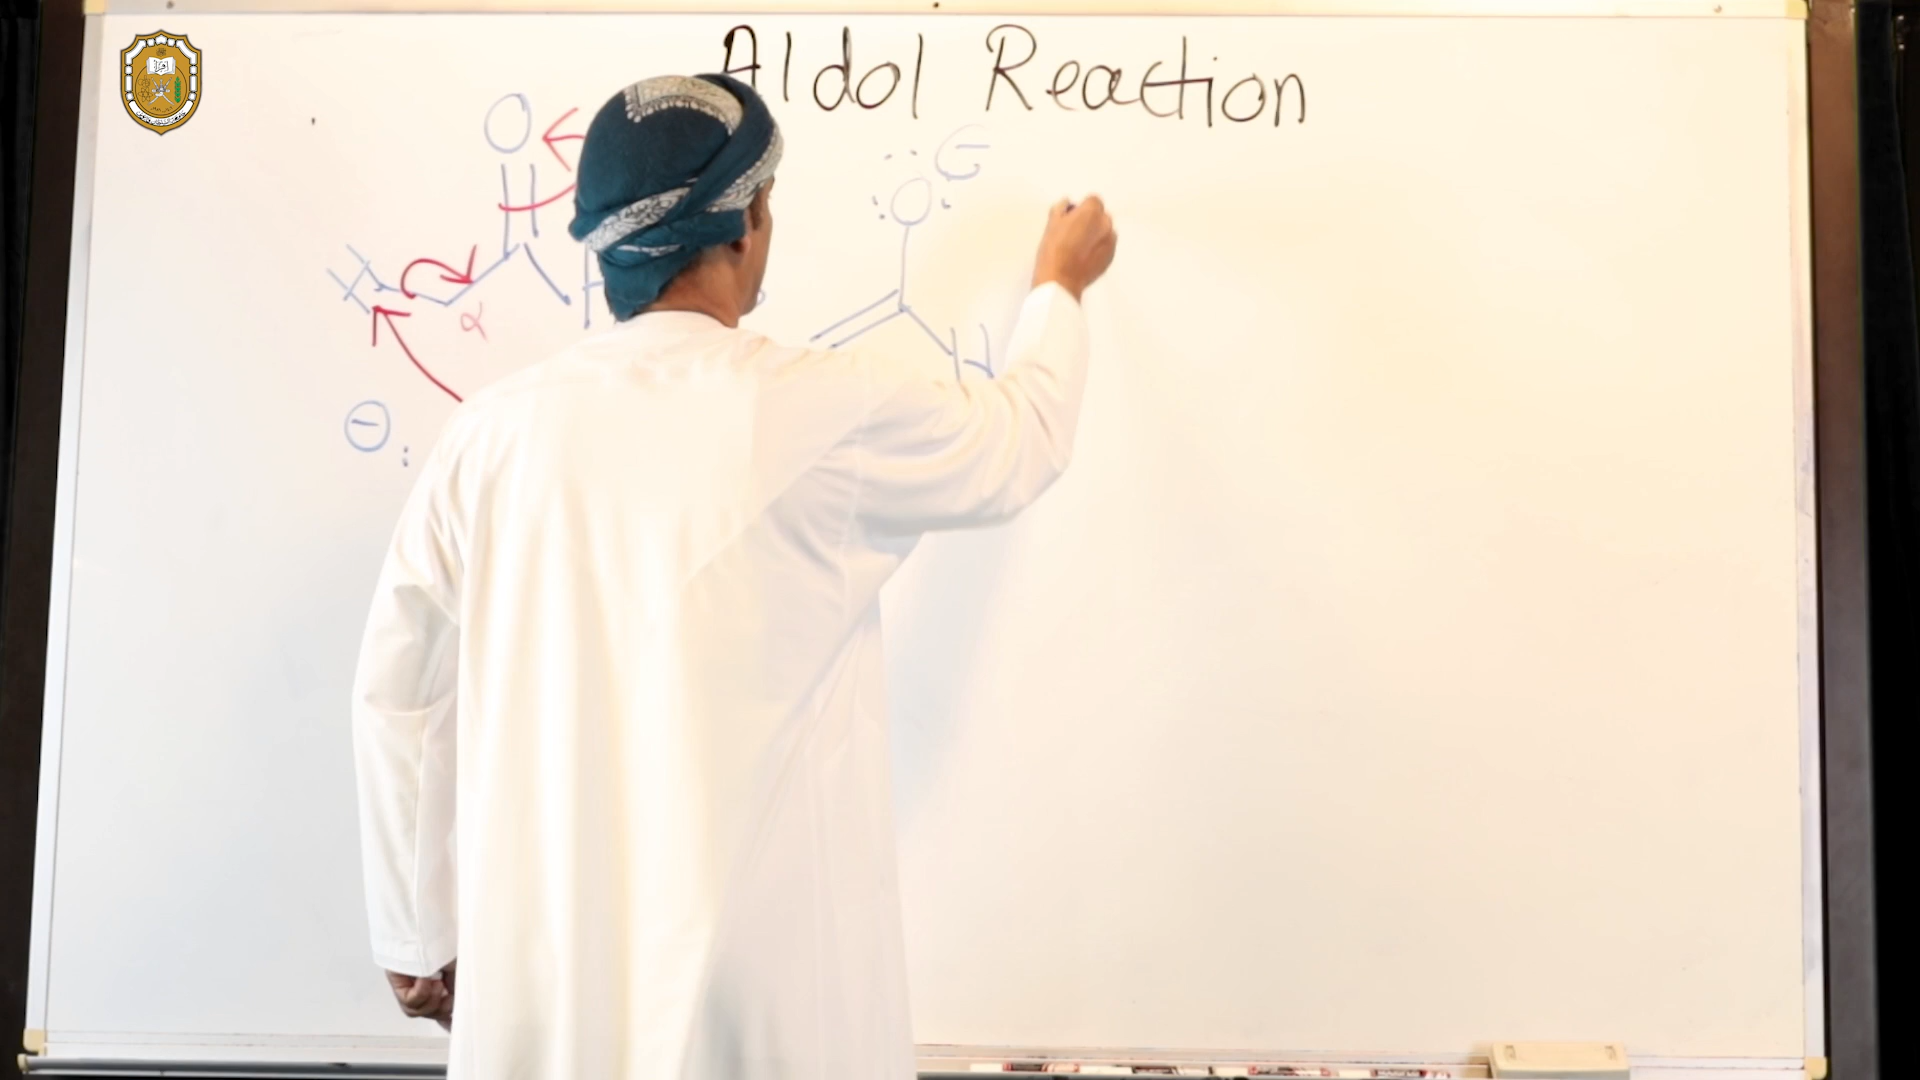 Aldol Reaction
O
O
H
H
α
H